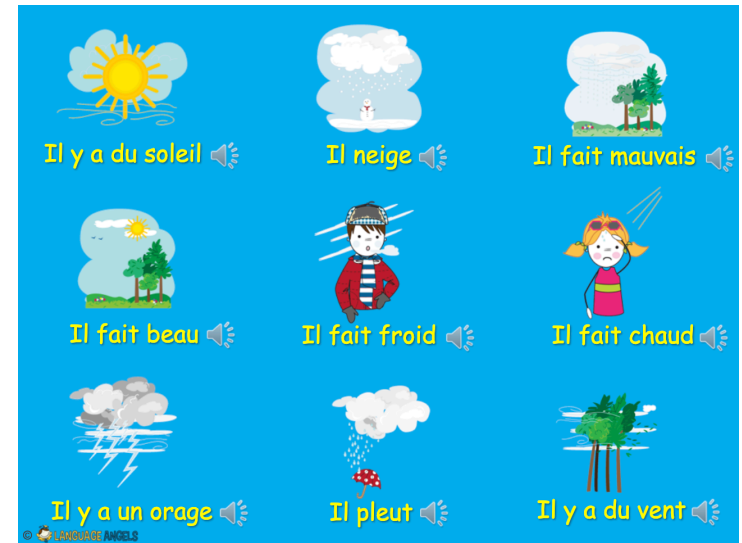 Il y a du soleil
Il neige
Il fait mauvais
Il fait beau
Il fait froid
Il fait chaud
Il y a un orage
Il pleut
Il y a du vent
© LANGUAGE ANGELS